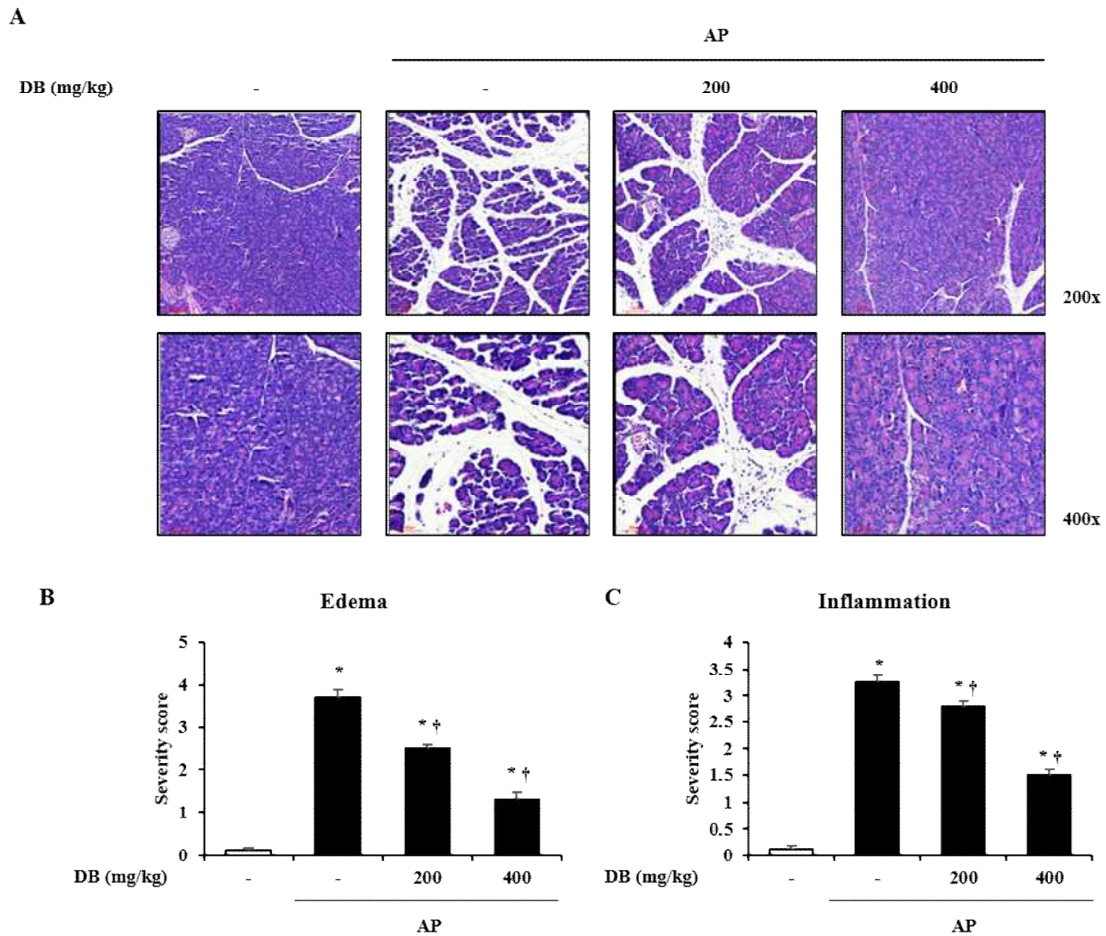 A
AP
DB (mg/kg) - - 200 400
200x
400x
B Edema
Severity score
5
4
3
2
1
0
* * † * †
DB (mg/kg) - - 200 400
AP
C Inflammation
Severity score
4
3.5
3
2.5
2
1.5
1
0.5
0
* * † * †
DB (mg/kg) - - 200 400
AP